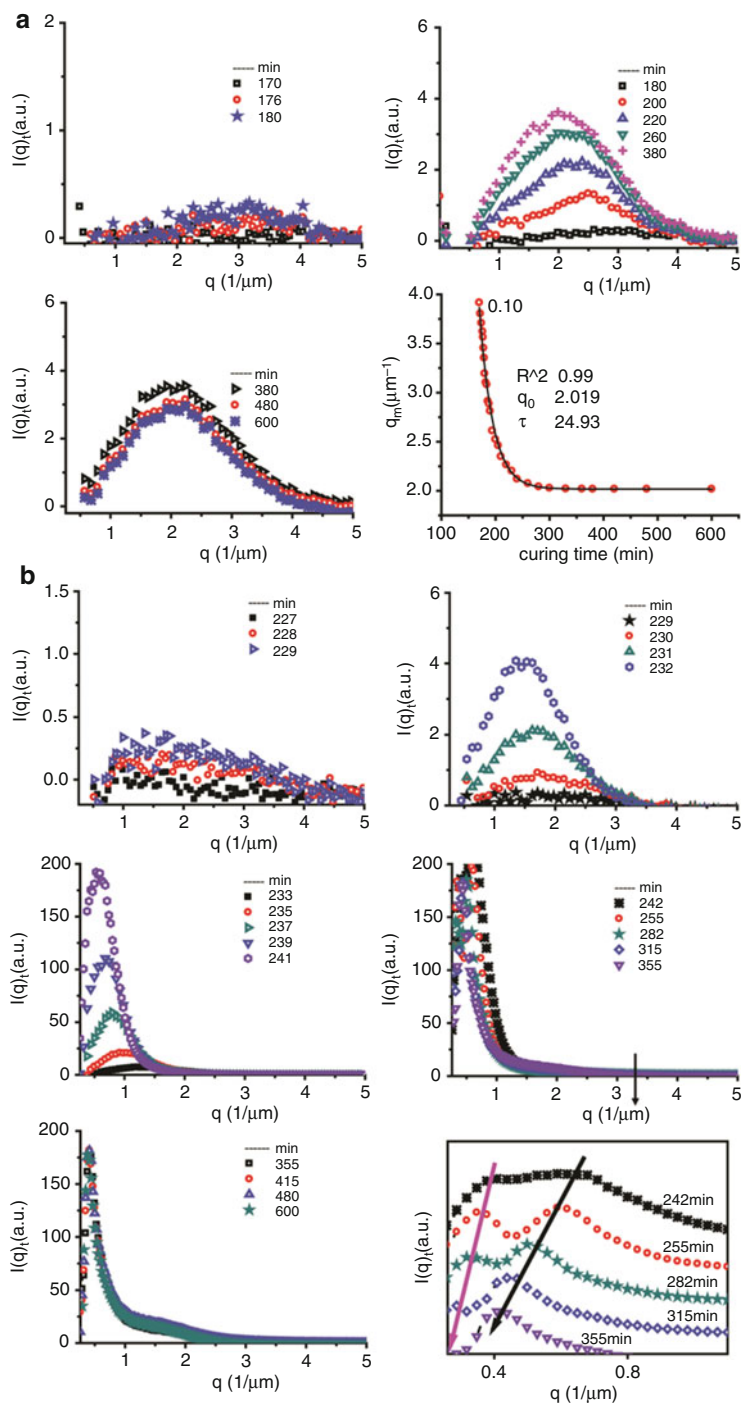 a
I(q)t(a.u.)
2
1
0
min
170
176
180
1 2 3 4 5
q (1/μm)
I(q)t(a.u.)
6
4
2
0
min
180
200
220
260
380
1 2 3 4 5
q (1/μm)
I(q)t(a.u.)
4
2
0
min
380
480
600
1 2 3 4 5
q (1/μm)
qm(μm⁻¹)
4.0
3.5
3.0
2.5
2.0
0.10
R^2 0.99
q0 2.019
τ 24.93
100 200 300 400 500 600
curing time (min)
b
I(q)t(a.u.)
1.5
1.0
0.5
0.0
min
227
228
229
1 2 3 4 5
q (1/μm)
I(q)t(a.u.)
6
4
2
0
min
229
230
231
232
1 2 3 4 5
q (1/μm)
I(q)t(a.u.)
200
150
100
50
0
min
233
235
237
239
241
1 2 3 4 5
q (1/μm)
I(q)t(a.u.)
200
150
100
50
0
min
242
255
282
315
355
1 2 3 4 5
q (1/μm)
I(q)t(a.u.)
200
150
100
50
0
min
355
415
480
600
1 2 3 4 5
q (1/μm)
I(q)t(a.u.)
242min
255min
282min
315min
355min
0.4 0.8
q (1/μm)